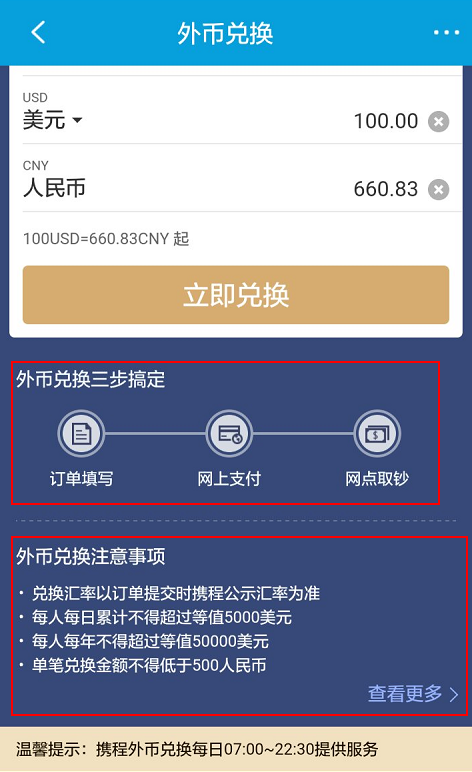 外币兑换
USD
美元
100.00
CNY
人民币
660.83
100USD=660.83CNY 起
立即兑换
外币兑换三步搞定
订单填写 网上支付 网点取钞
外币兑换注意事项
· 兑换汇率以订单提交时携程公示汇率为准
· 每人每日累计不得超过等值5000美元
· 每人每年不得超过等值50000美元
· 单笔兑换金额不得低于500人民币
查看更多
温馨提示：携程外币兑换每日07:00~22:30提供服务